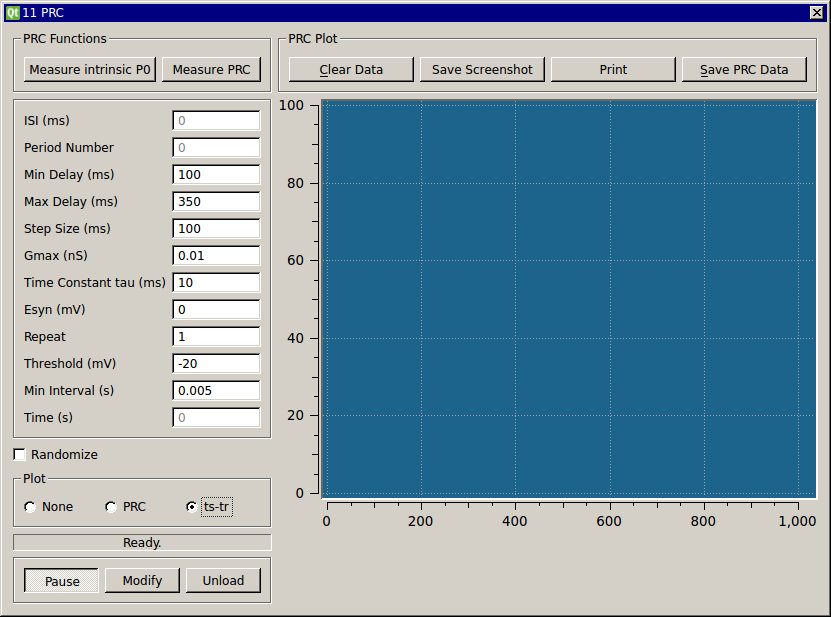 Qt 11 PRC
PRC Functions
Measure intrinsic P0 Measure PRC
ISI (ms) 0
Period Number 0
Min Delay (ms) 100
Max Delay (ms) 350
Step Size (ms) 100
Gmax (nS) 0.01
Time Constant tau (ms) 10
Esyn (mV) 0
Repeat 1
Threshold (mV) -20
Min Interval (s) 0.005
Time (s) 0
Randomize
Plot
None PRC ts-tr
Ready.
Pause Modify Unload
PRC Plot
Clear Data Save Screenshot Print Save PRC Data
100
80
60
40
20
0
0 200 400 600 800 1,000